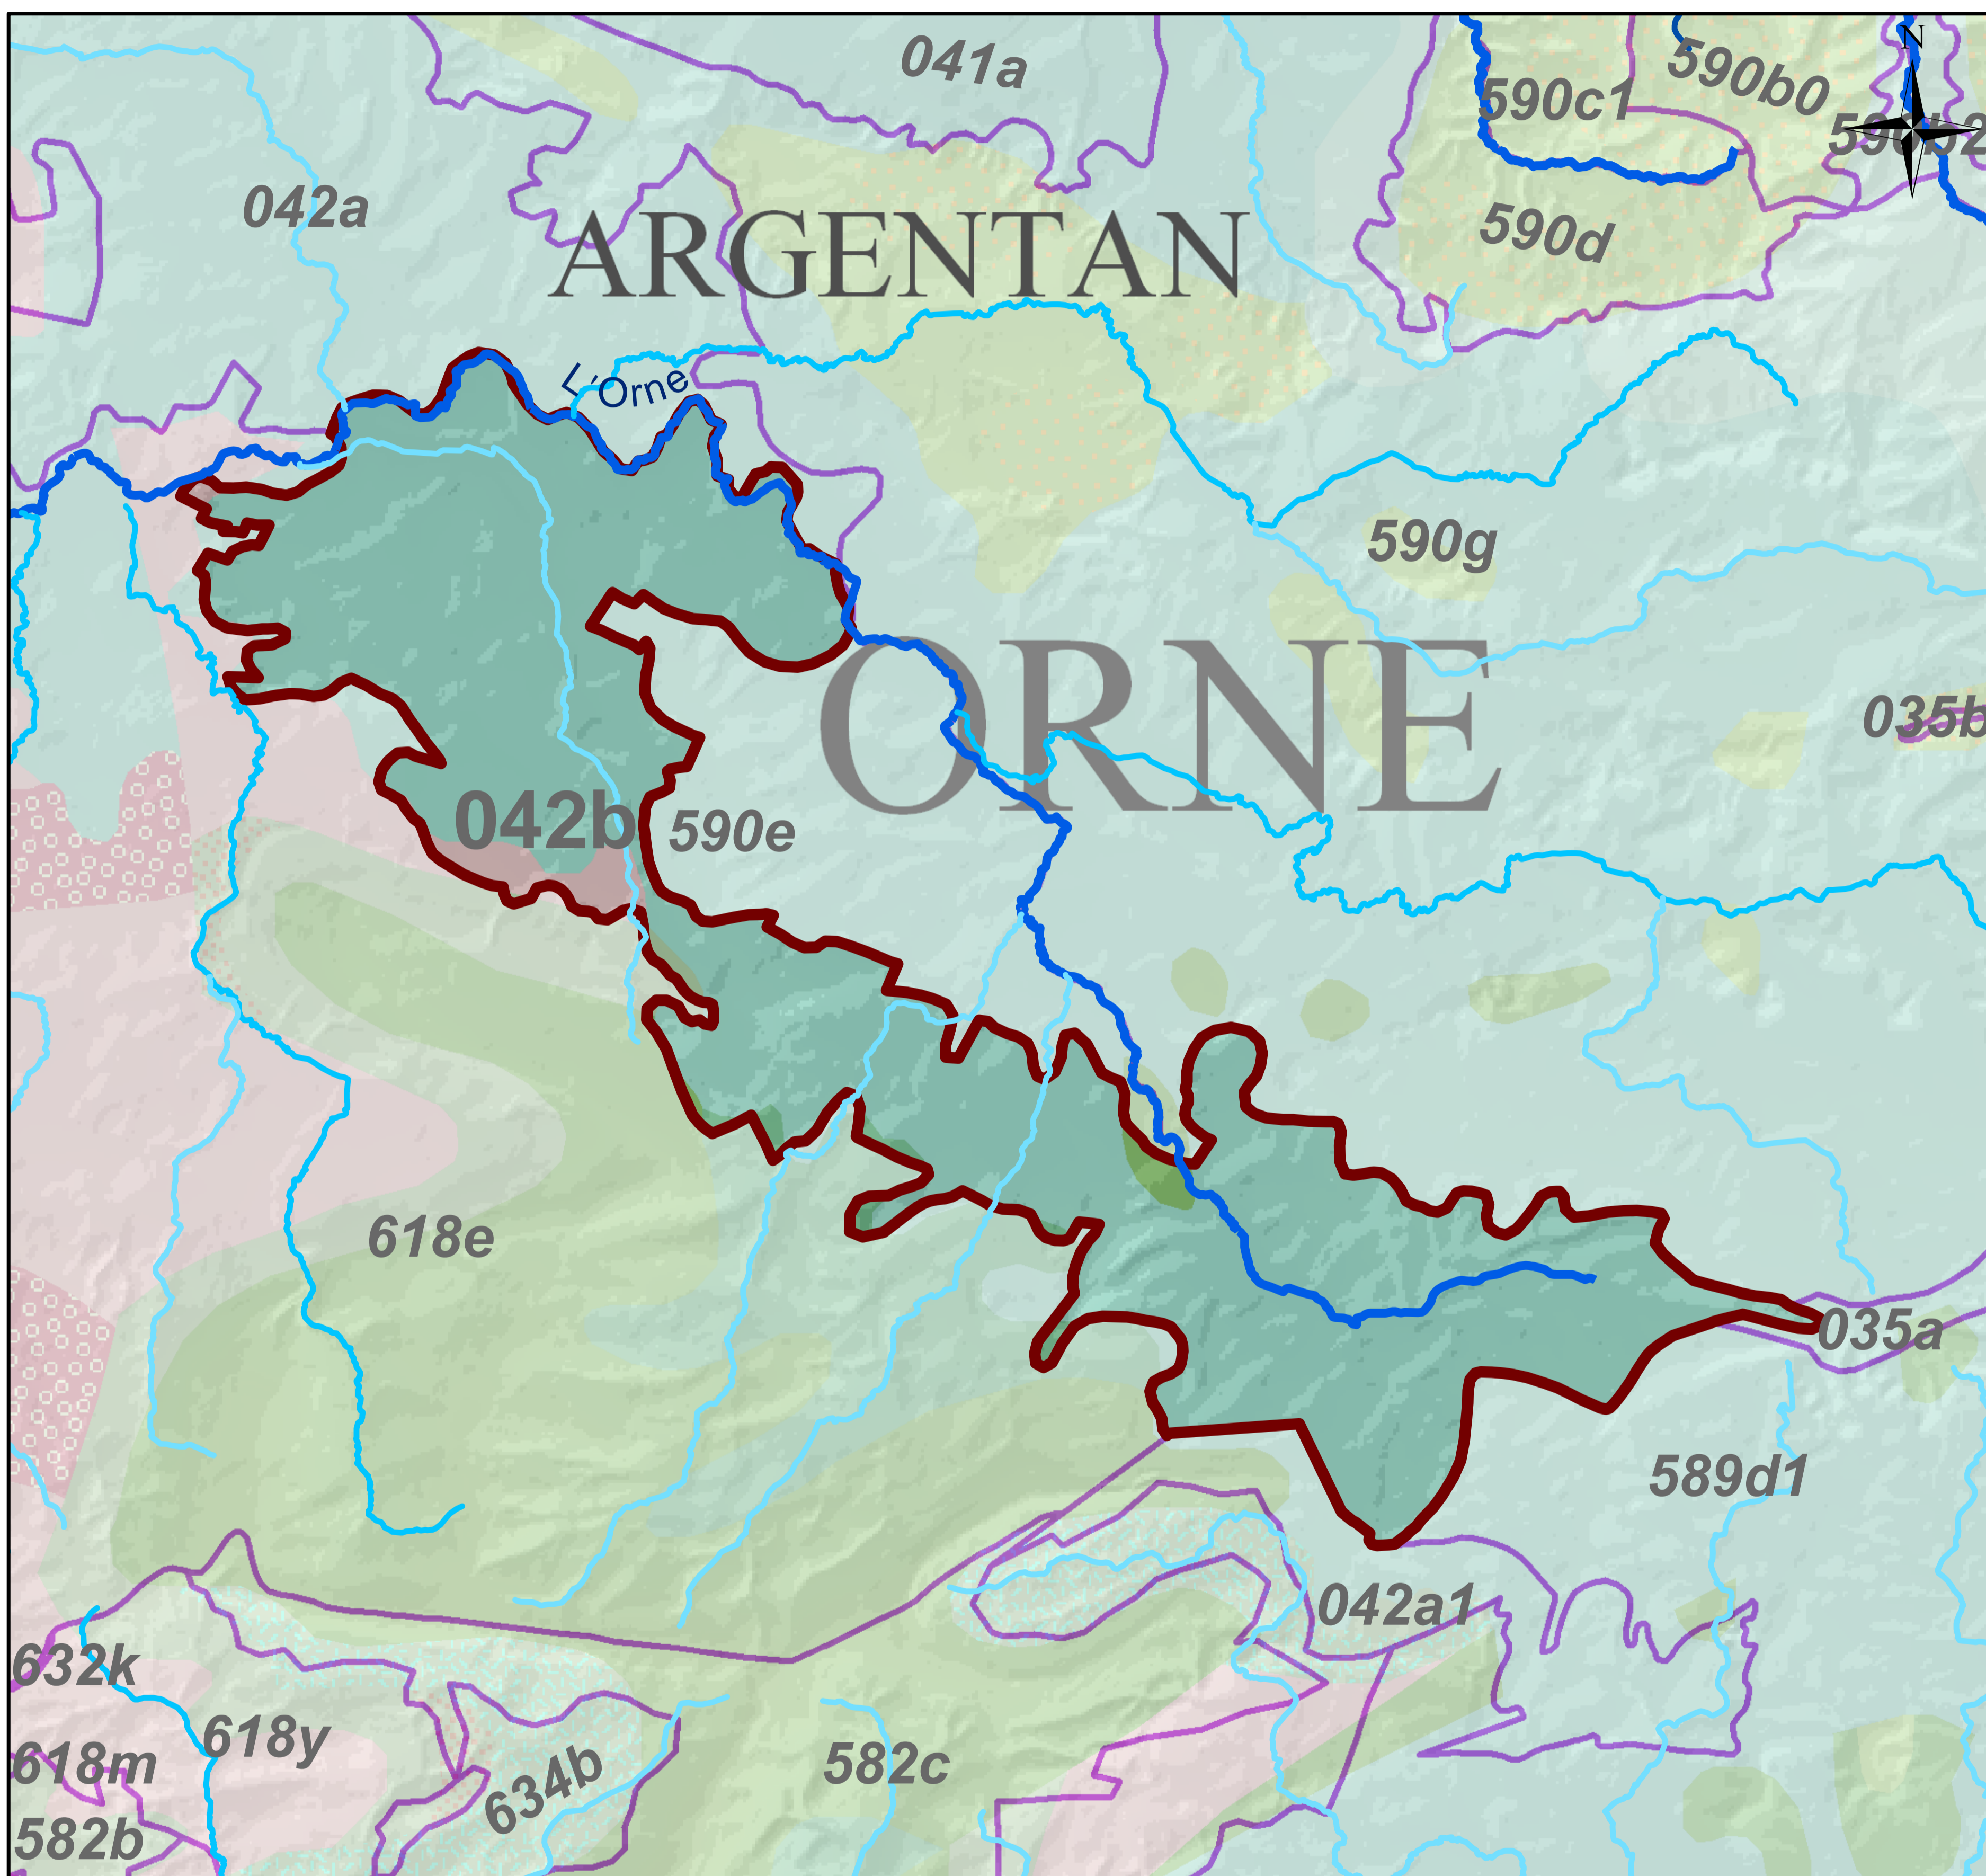 041a
N
590c1
590b0
590b2
042a
590d
ARGENTAN
L'Orne
590g
ORNE
035b
042b
590e
618e
035a
589d1
042a1
632k
618y
618m
634b
582c
582b